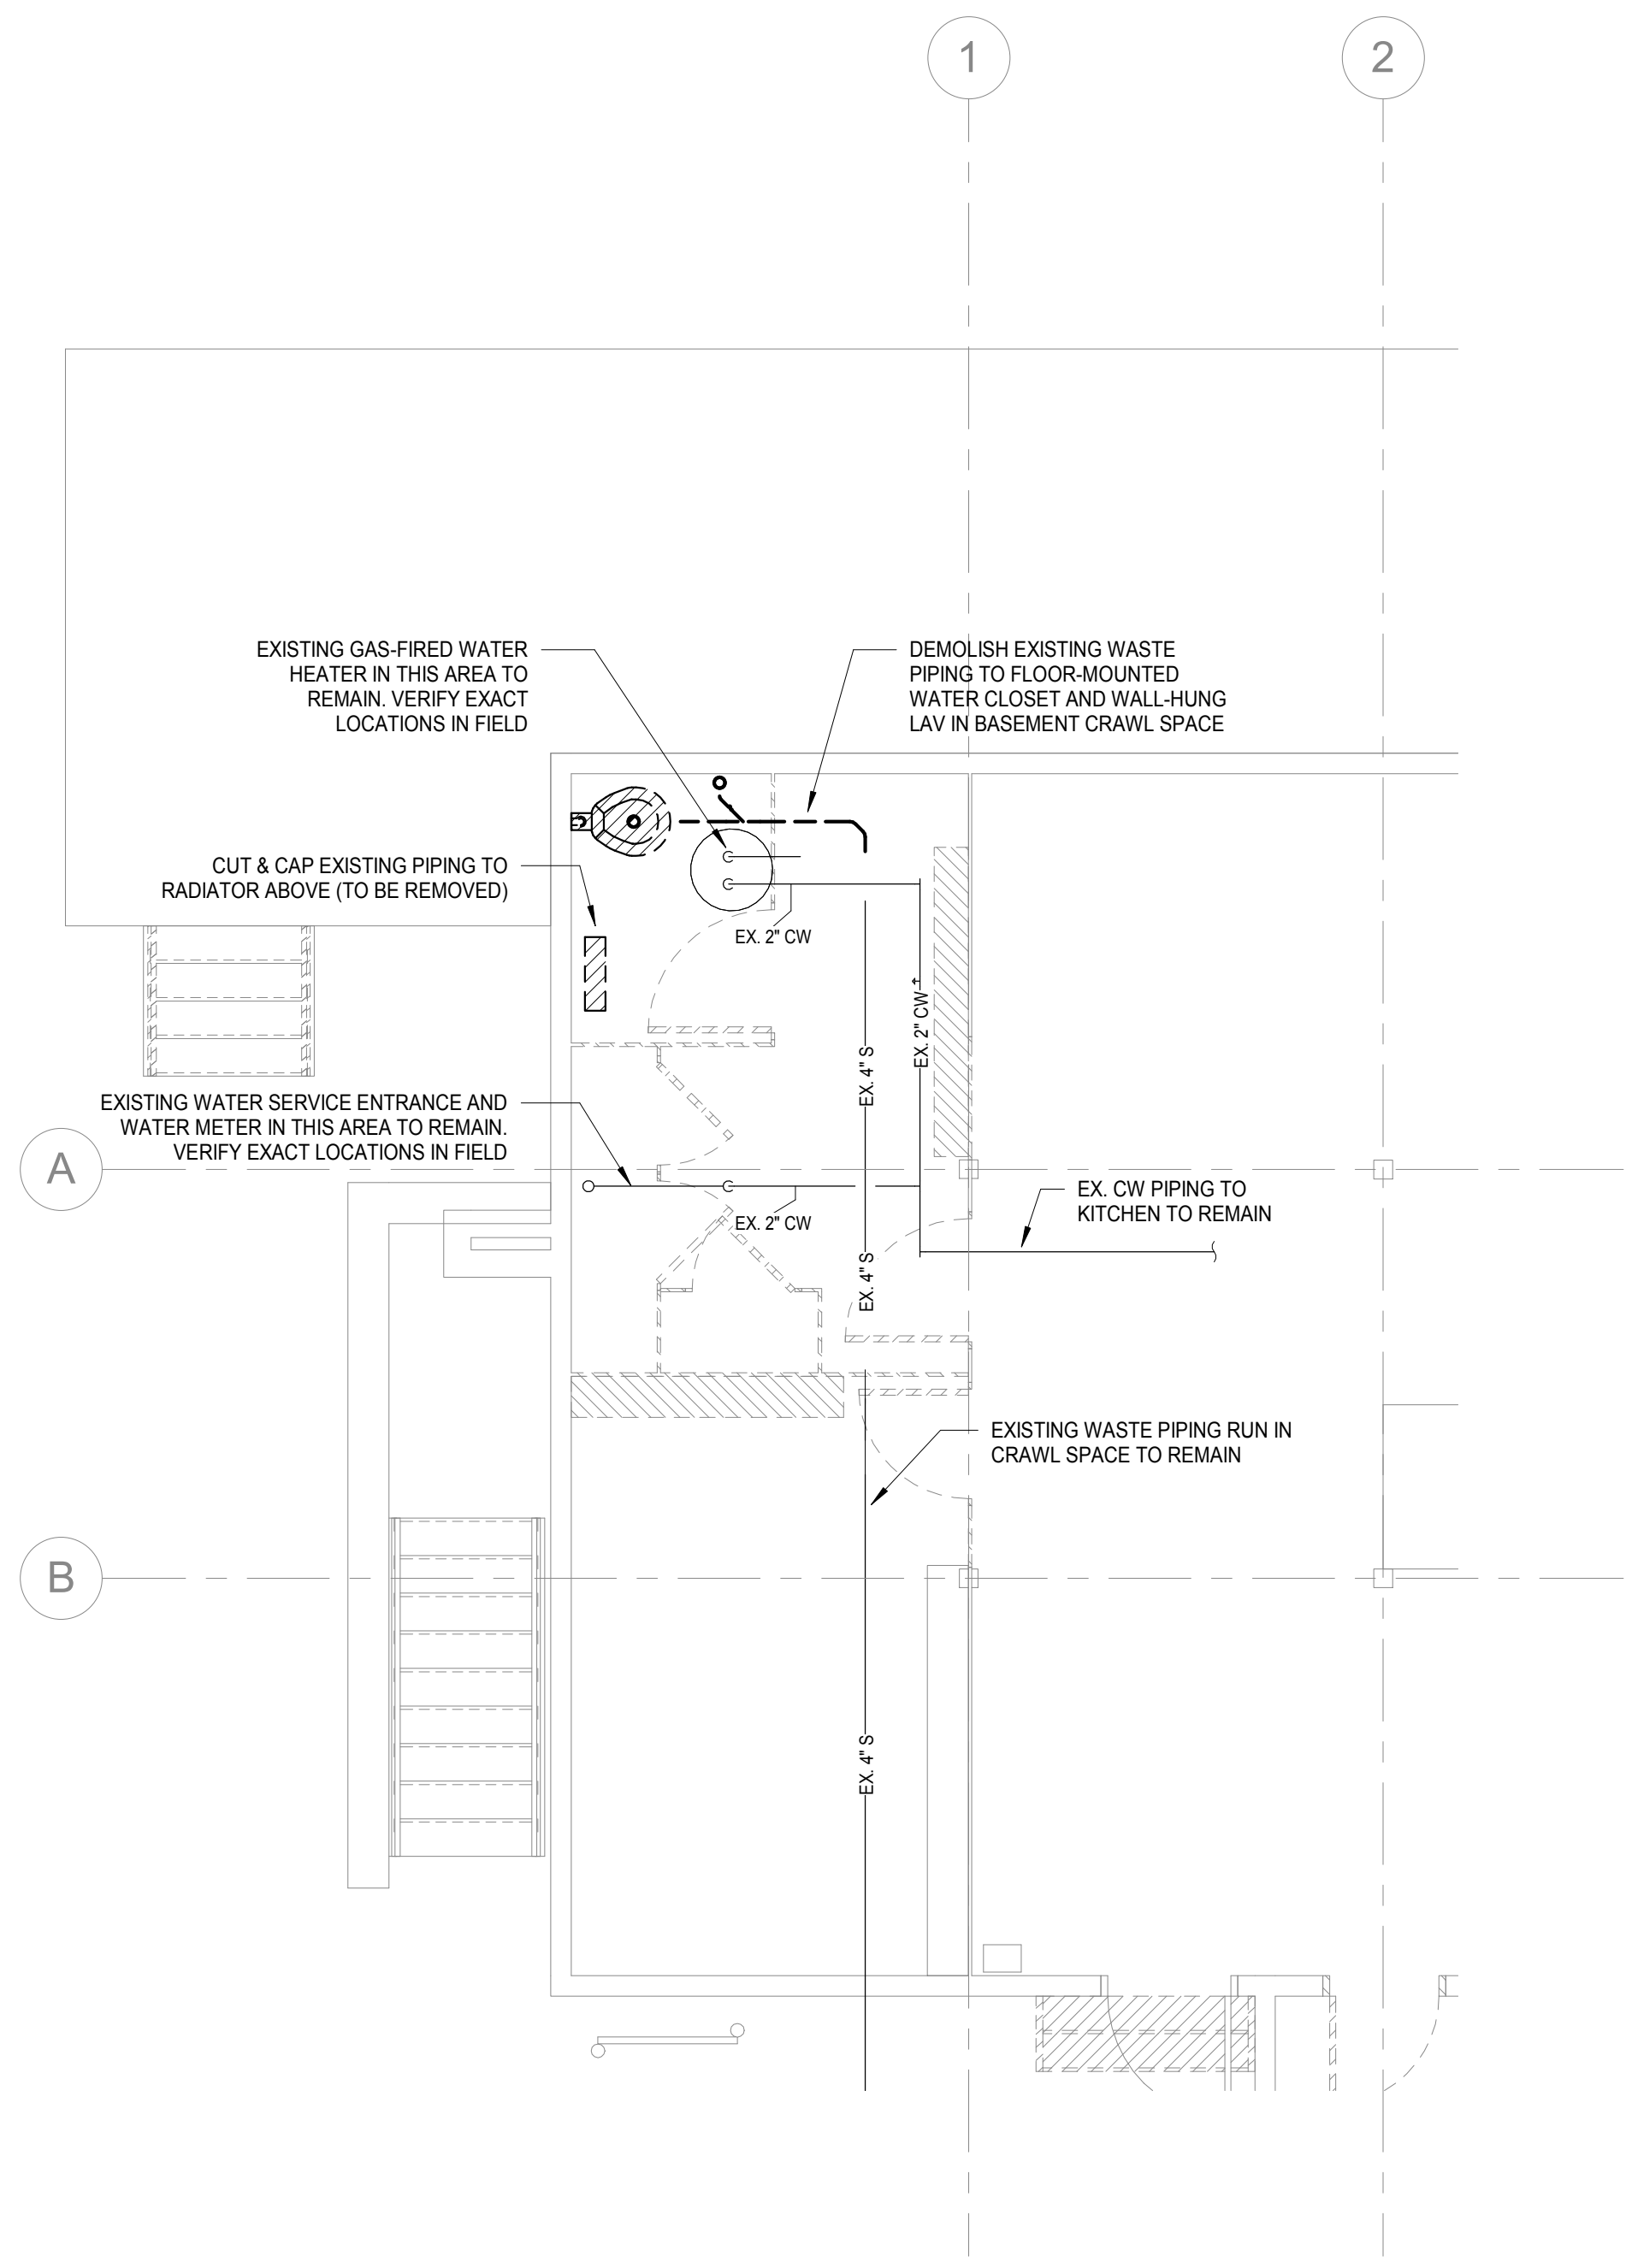 1
2
EXISTING GAS-FIRED WATER
HEATER IN THIS AREA TO
REMAIN. VERIFY EXACT
LOCATIONS IN FIELD
DEMOLISH EXISTING WASTE
PIPING TO FLOOR-MOUNTED
WATER CLOSET AND WALL-HUNG
LAV IN BASEMENT CRAWL SPACE
CUT & CAP EXISTING PIPING TO
RADIATOR ABOVE (TO BE REMOVED)
EX. 2" CW
EX. 2" CW
EX. 4" S
EXISTING WATER SERVICE ENTRANCE AND
WATER METER IN THIS AREA TO REMAIN.
VERIFY EXACT LOCATIONS IN FIELD
A
EX. CW PIPING TO
KITCHEN TO REMAIN
EX. 2" CW
EX. 4" S
EXISTING WASTE PIPING RUN IN
CRAWL SPACE TO REMAIN
B
EX. 4" S